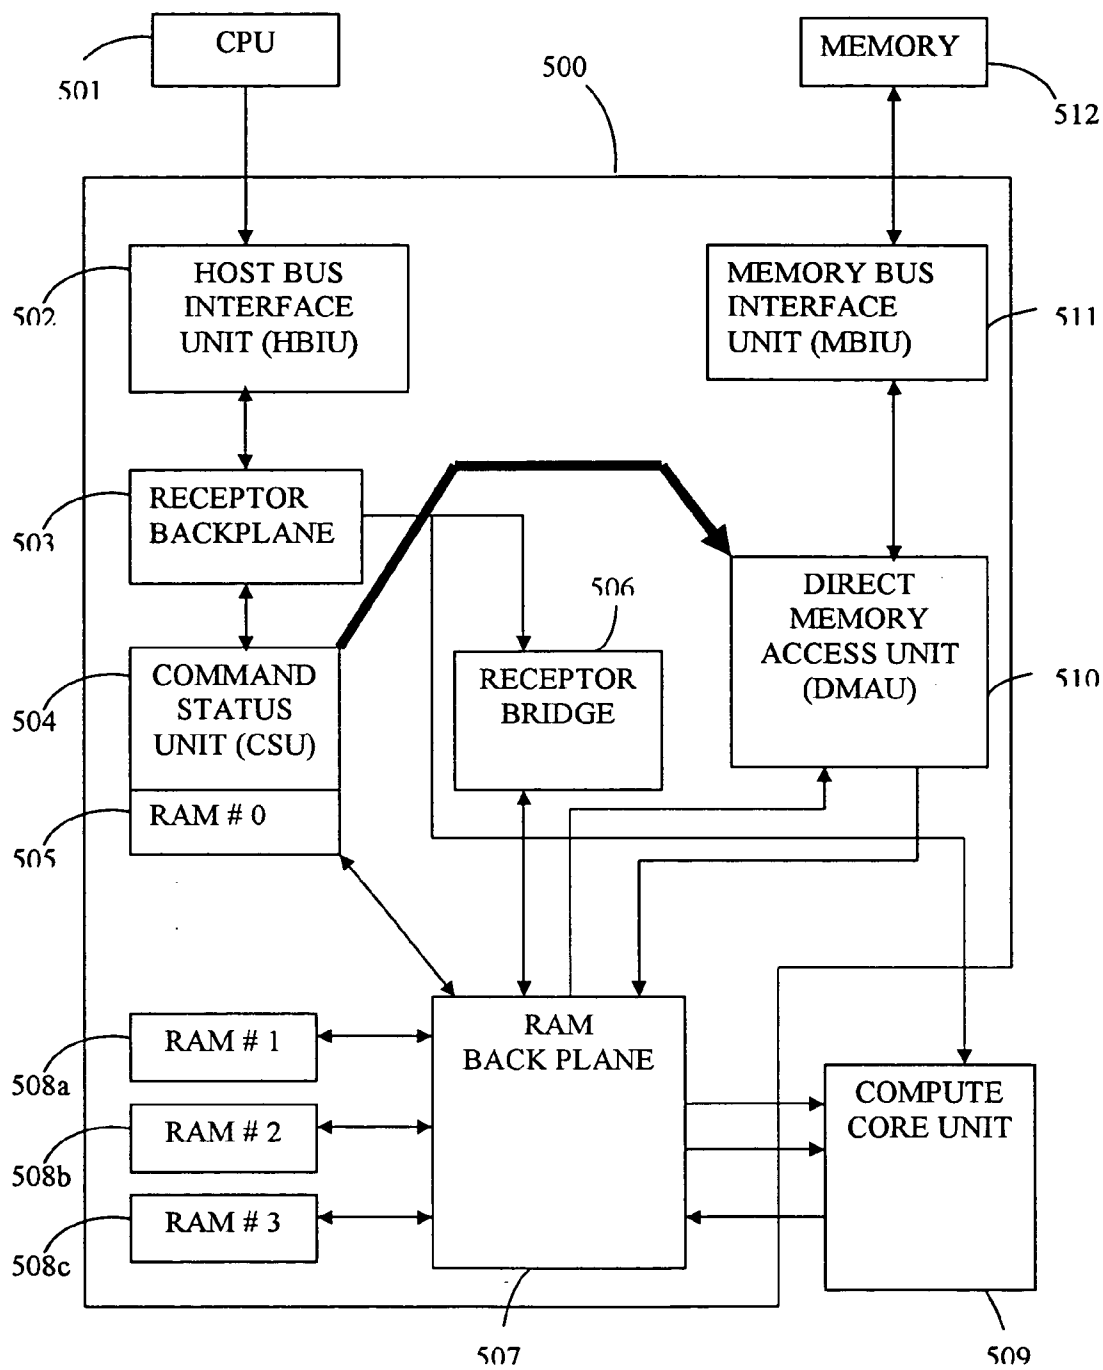 CPU
MEMORY
501
500
512
HOST BUS
INTERFACE
UNIT (HBIU)
MEMORY BUS
INTERFACE
UNIT (MBIU)
502
511
RECEPTOR
BACKPLANE
503
506
DIRECT
MEMORY
ACCESS UNIT
(DMAU)
COMMAND
STATUS
UNIT (CSU)
RECEPTOR
BRIDGE
504
510
RAM # 0
505
RAM
BACK PLANE
RAM # 1
508a
COMPUTE
CORE UNIT
RAM # 2
508b
RAM # 3
508c
507
509